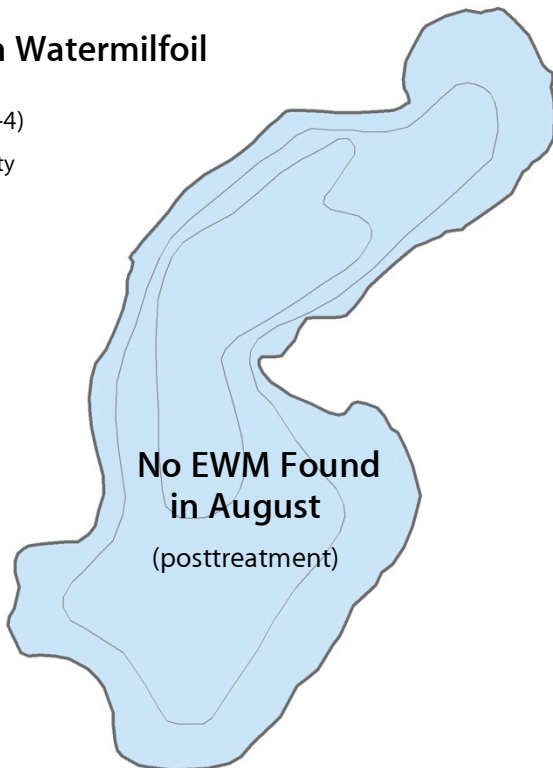 n Watermilfoil
-4)
ty
No EWM Found
in August
(posttreatment)